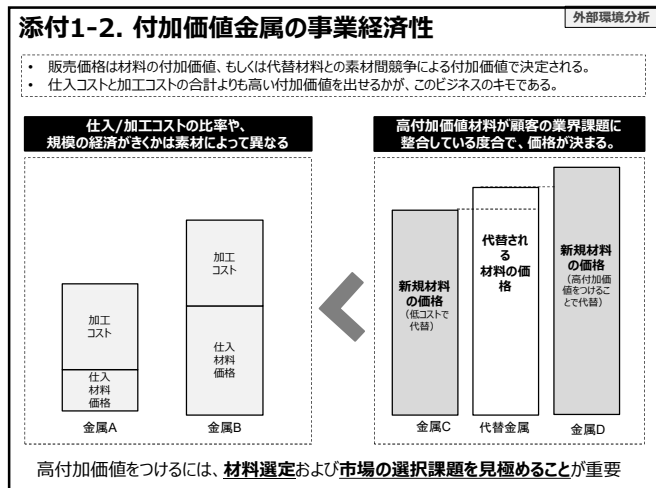 添付1-2. 付加価値金属の事業経済性
外部環境分析
• 販売価格は材料の付加価値、もしくは代替材料との素材間競争による付加価値で決定される。
• 仕入コストと加工コストの合計よりも高い付加価値を出せるかが、このビジネスのキモである。
仕入/加工コストの比率や、
規模の経済がきくかは素材によって異なる
加工
コスト
仕入
材料
価格
金属A
加工
コスト
仕入
材料
価格
金属B
高付加価値材料が顧客の業界課題に
整合している度合で、価格が決まる。
新規材料
の価格
（低コストで
代替）
金属C
代替され
る
材料の価
格
代替金属
新規材料
の価格
（高付加価
値をつけるこ
とで代替）
金属D
高付加価値をつけるには、材料選定および市場の選択課題を見極めることが重要